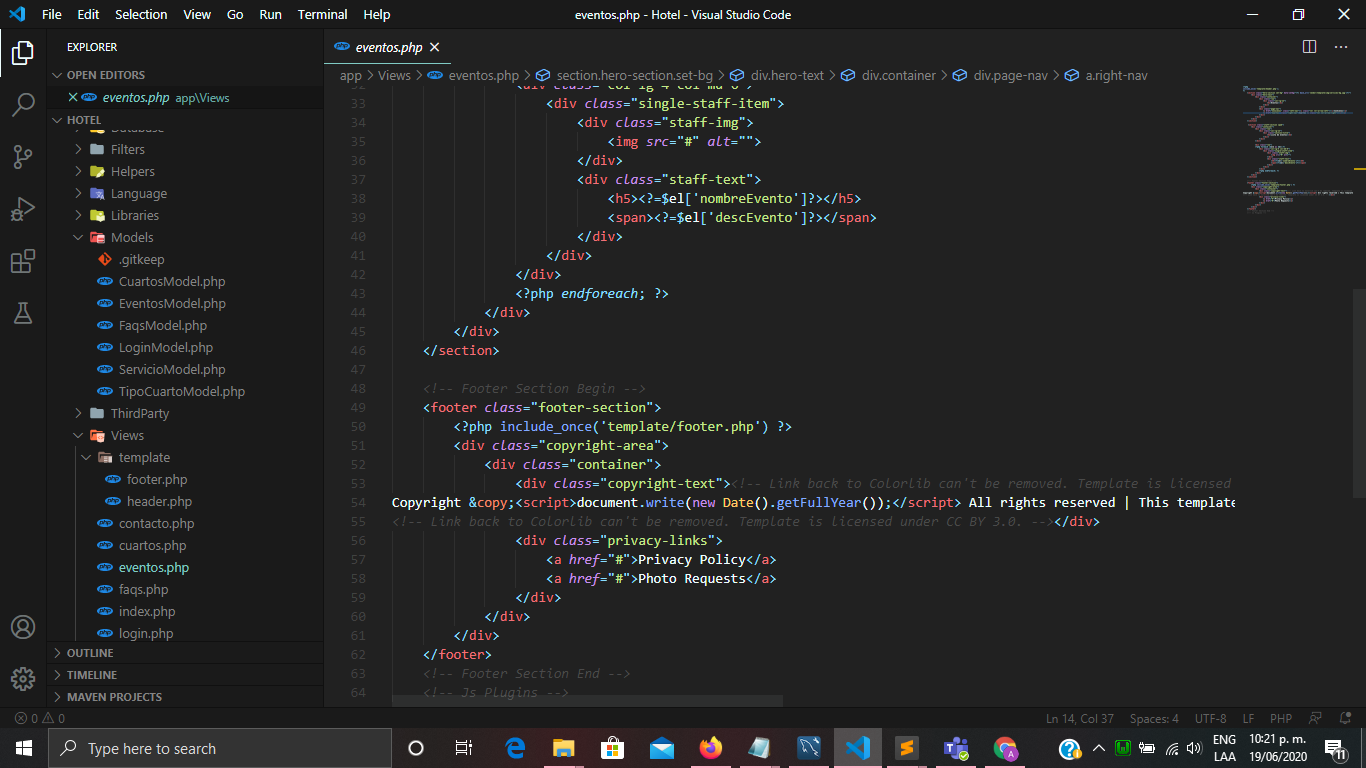 File Edit Selection View Go Run Terminal Help
eventos.php - Hotel - Visual Studio Code
EXPLORER
OPEN EDITORS
eventos.php app\Views
HOTEL
Database
Filters
Helpers
Language
Libraries
Models
.gitkeep
CuartosModel.php
EventosModel.php
FaqsModel.php
LoginModel.php
ServicioModel.php
TipoCuartoModel.php
ThirdParty
Views
template
footer.php
header.php
contacto.php
cuartos.php
eventos.php
faqs.php
index.php
login.php
OUTLINE
TIMELINE
MAVEN PROJECTS
eventos.php
app > Views > eventos.php > section.hero-section.set-bg > div.hero-text > div.container > div.page-nav > a.right-nav
32 <div class="col-lg-4 col-md-6">
33 <div class="single-staff-item">
34 <div class="staff-img">
35 <img src="#" alt="">
36 </div>
37 <div class="staff-text">
38 <h5><?=$el['nombreEvento']?></h5>
39 <span><?=$el['descEvento']?></span>
40 </div>
41 </div>
42 </div>
43 <?php endforeach; ?>
44 </div>
45 </div>
46 </section>
47
48 <!-- Footer Section Begin -->
49 <footer class="footer-section">
50 <?php include_once('template/footer.php') ?>
51 <div class="copyright-area">
52 <div class="container">
53 <div class="copyright-text"><!-- Link back to Colorlib can't be removed. Template is licensed
54 Copyright &copy;<script>document.write(new Date().getFullYear());</script> All rights reserved | This template
55 <!-- Link back to Colorlib can't be removed. Template is licensed under CC BY 3.0. --></div>
56 <div class="privacy-links">
57 <a href="#">Privacy Policy</a>
58 <a href="#">Photo Requests</a>
59 </div>
60 </div>
61 </div>
62 </footer>
63 <!-- Footer Section End -->
64 <!-- Js Plugins -->
0 0
Ln 14, Col 37 Spaces: 4 UTF-8 LF PHP
Type here to search
ENG
LAA
10:21 p. m.
19/06/2020
11